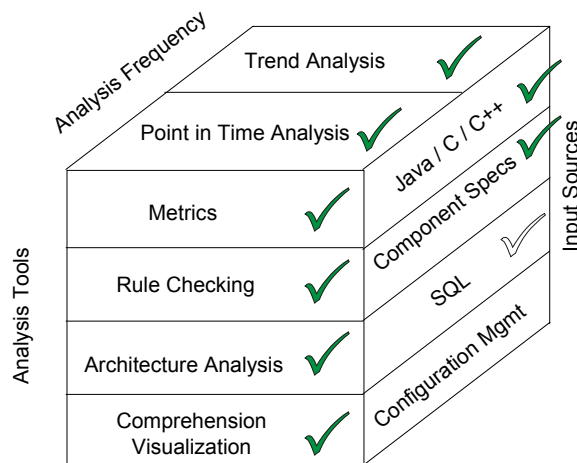 Analysis Frequency
Trend Analysis
Point in Time Analysis
Analysis Tools
Metrics
Rule Checking
Architecture Analysis
Comprehension
Visualization
Input Sources
Java / C / C++
Component Specs
SQL
Configuration Mgmt